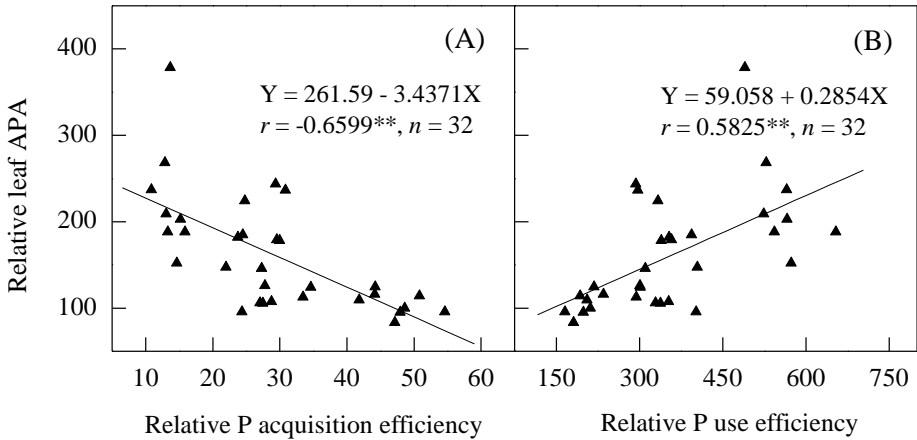 (A)
Y = 261.59 - 3.4371X
r = -0.6599**, n = 32
(B)
Y = 59.058 + 0.2854X
r = 0.5825**, n = 32
Relative leaf APA
400
300
200
100
10 20 30 40 50 60
150 300 450 600 750
Relative P acquisition efficiency
Relative P use efficiency